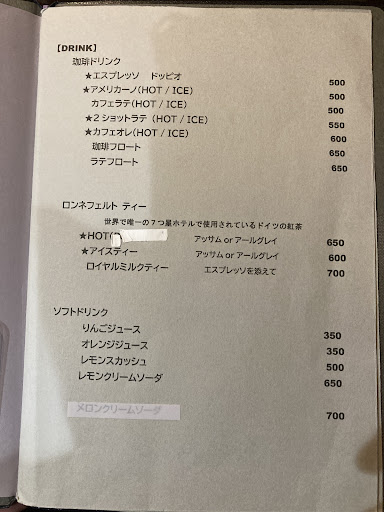 【DRINK】
珈琲ドリンク
★エスプレッソ ドッピオ 500
★アメリカーノ(HOT / ICE) 500
カフェラテ(HOT / ICE) 500
★2ショットラテ (HOT / ICE) 550
★カフェオレ(HOT / ICE) 600
珈琲フロート 650
ラテフロート 650
ロンネフェルト ティー
世界で唯一の7つ星ホテルで使用されているドイツの紅茶
★HOT( アッサム or アールグレイ 650
★アイスティー アッサム or アールグレイ 600
ロイヤルミルクティー エスプレッソを添えて 700
ソフトドリンク
りんごジュース 350
オレンジジュース 350
レモンスカッシュ 500
レモンクリームソーダ 650
メロンクリームソーダ 700